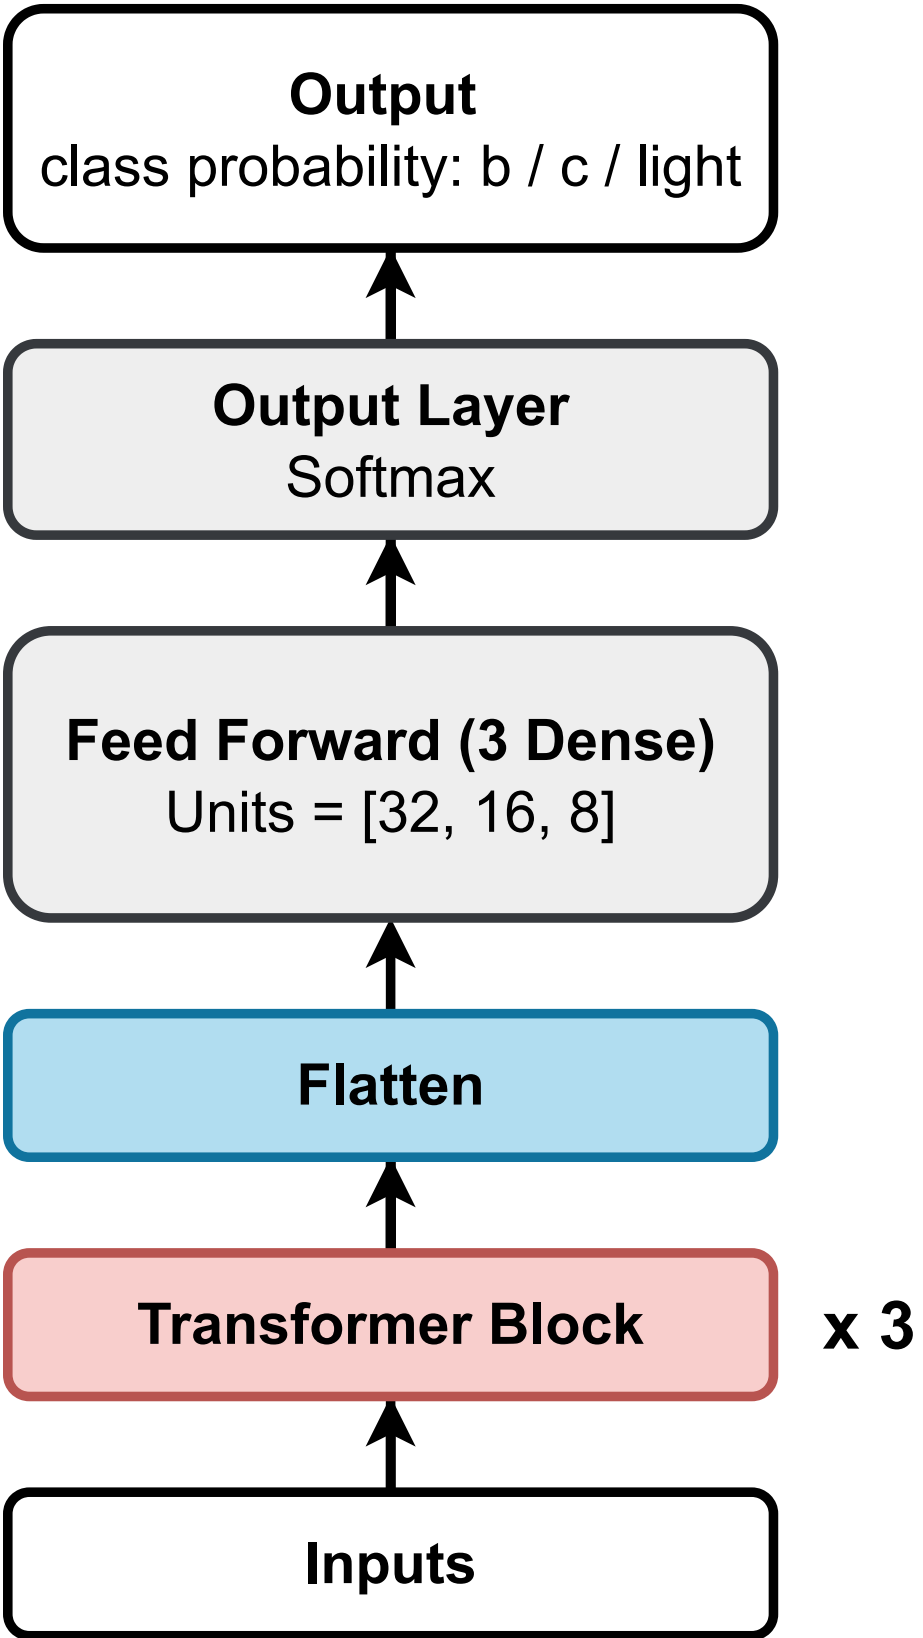 Output
class probability: b / c / light
Output Layer
Softmax
Feed Forward (3 Dense)
Units = [32, 16, 8]
Flatten
Transformer Block
x 3
Inputs